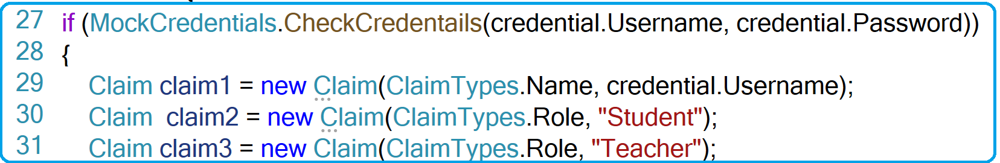 27 if (MockCredentials.CheckCredentails(credential.Username, credential.Password))
28 {
29 Claim claim1 = new Claim(ClaimTypes.Name, credential.Username);
30 Claim  claim2 = new Claim(ClaimTypes.Role, "Student");
31 Claim claim3 = new Claim(ClaimTypes.Role, "Teacher");